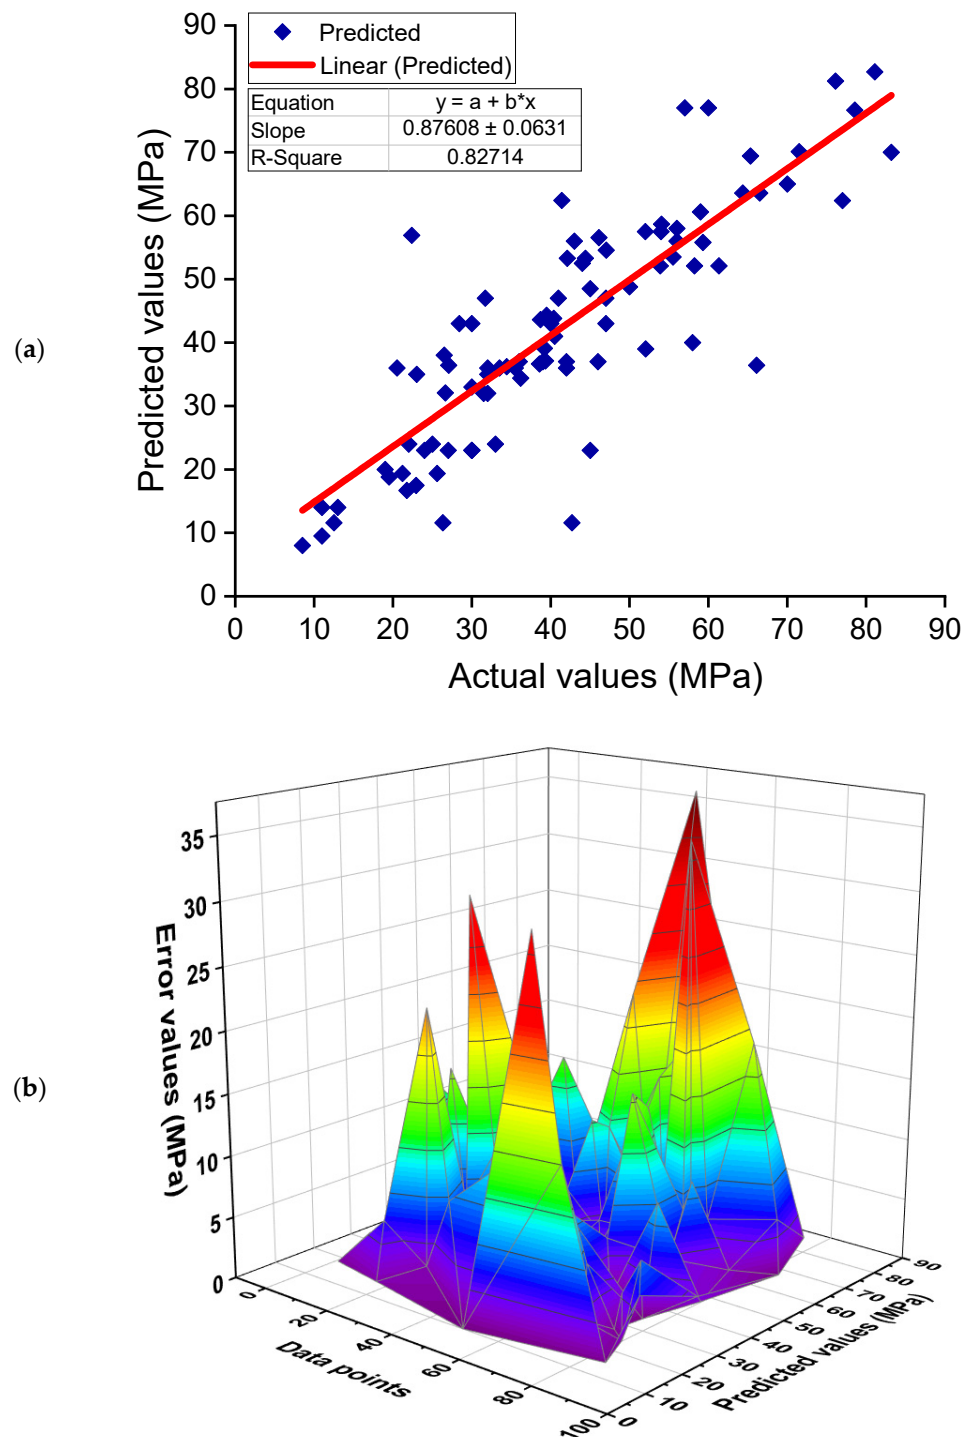 Predicted
Linear (Predicted)
Equation y = a + b*x
Slope 0.87608 ± 0.0631
R-Square 0.82714
90
80
70
60
50
40
30
20
10
0
Predicted values (MPa)
0 10 20 30 40 50 60 70 80 90
Actual values (MPa)
(a)
35
30
25
20
15
10
5
0
Error values (MPa)
0 20 40 60 80 100
Data points
0 10 20 30 40 50 60 70 80 90
Predicted values (MPa)
(b)